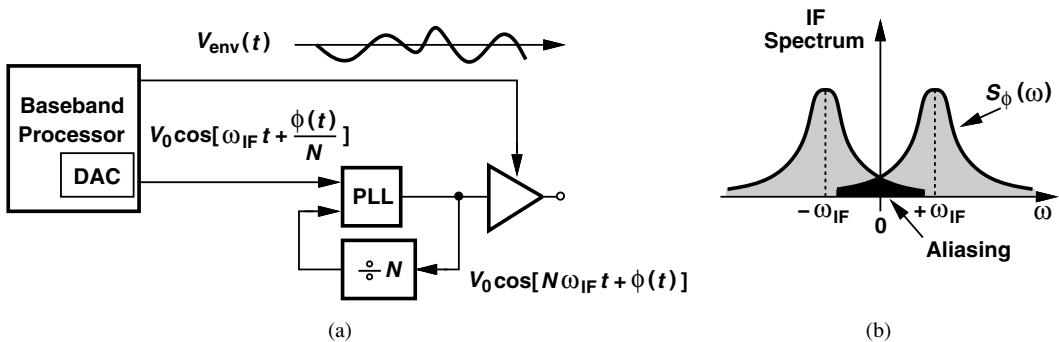 V_env(t)
Baseband
Processor
DAC
V_0 cos[ω_IF t + ϕ(t)/N]
PLL
÷ N
V_0 cos[N ω_IF t + ϕ(t)]
(a)
IF
Spectrum
S_ϕ(ω)
− ω_IF
0
+ ω_IF
ω
Aliasing
(b)